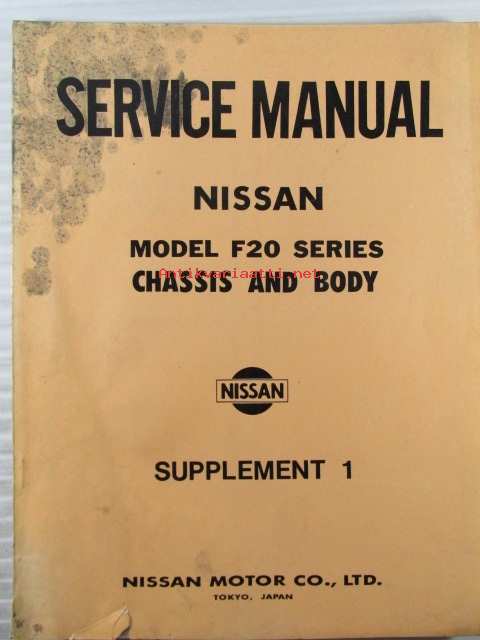 SERVICE MANUAL
NISSAN
MODEL F20 SERIES
Antikvariaatti.net
CHASSIS AND BODY
NISSAN
SUPPLEMENT 1
NISSAN MOTOR CO., LTD.
TOKYO, JAPAN